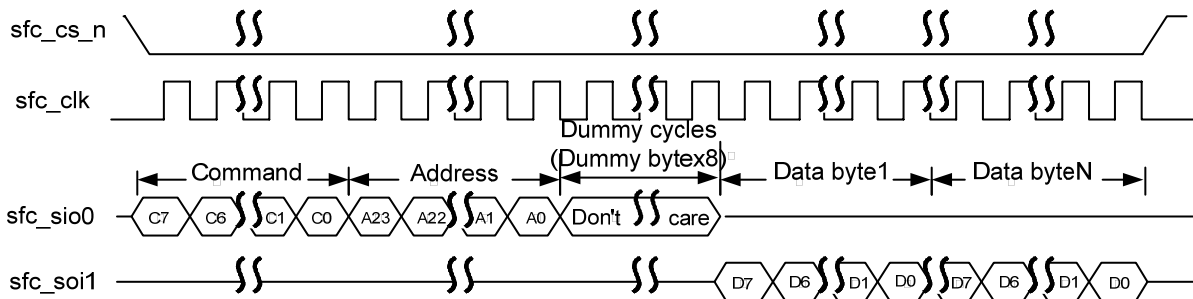 sfc_cs_n
sfc_clk
Dummy cycles
(Dummy bytex8)
Command Address Data byte1 Data byteN
sfc_sio0 C7 C6 C1 C0 A23 A22 A1 A0 Don't care
sfc_soi1 D7 D6 D1 D0 D7 D6 D1 D0